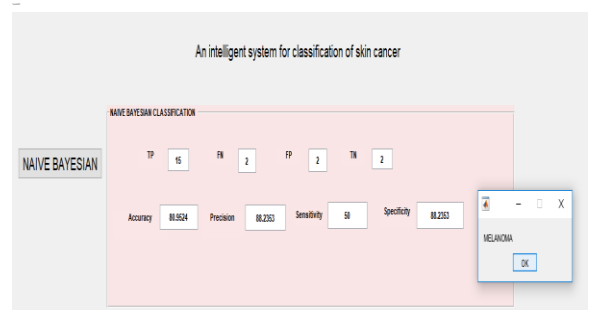 An intelligent system for classification of skin cancer
NAIVE BAYESIAN CLASSIFICATION
NAIVE BAYESIAN
TP 15 FN 2 FP 2 TN 2
Accuracy 80.9524 Precision 88.2353 Sensitivity 50 Specificity 88.2353
MELANOMA
OK